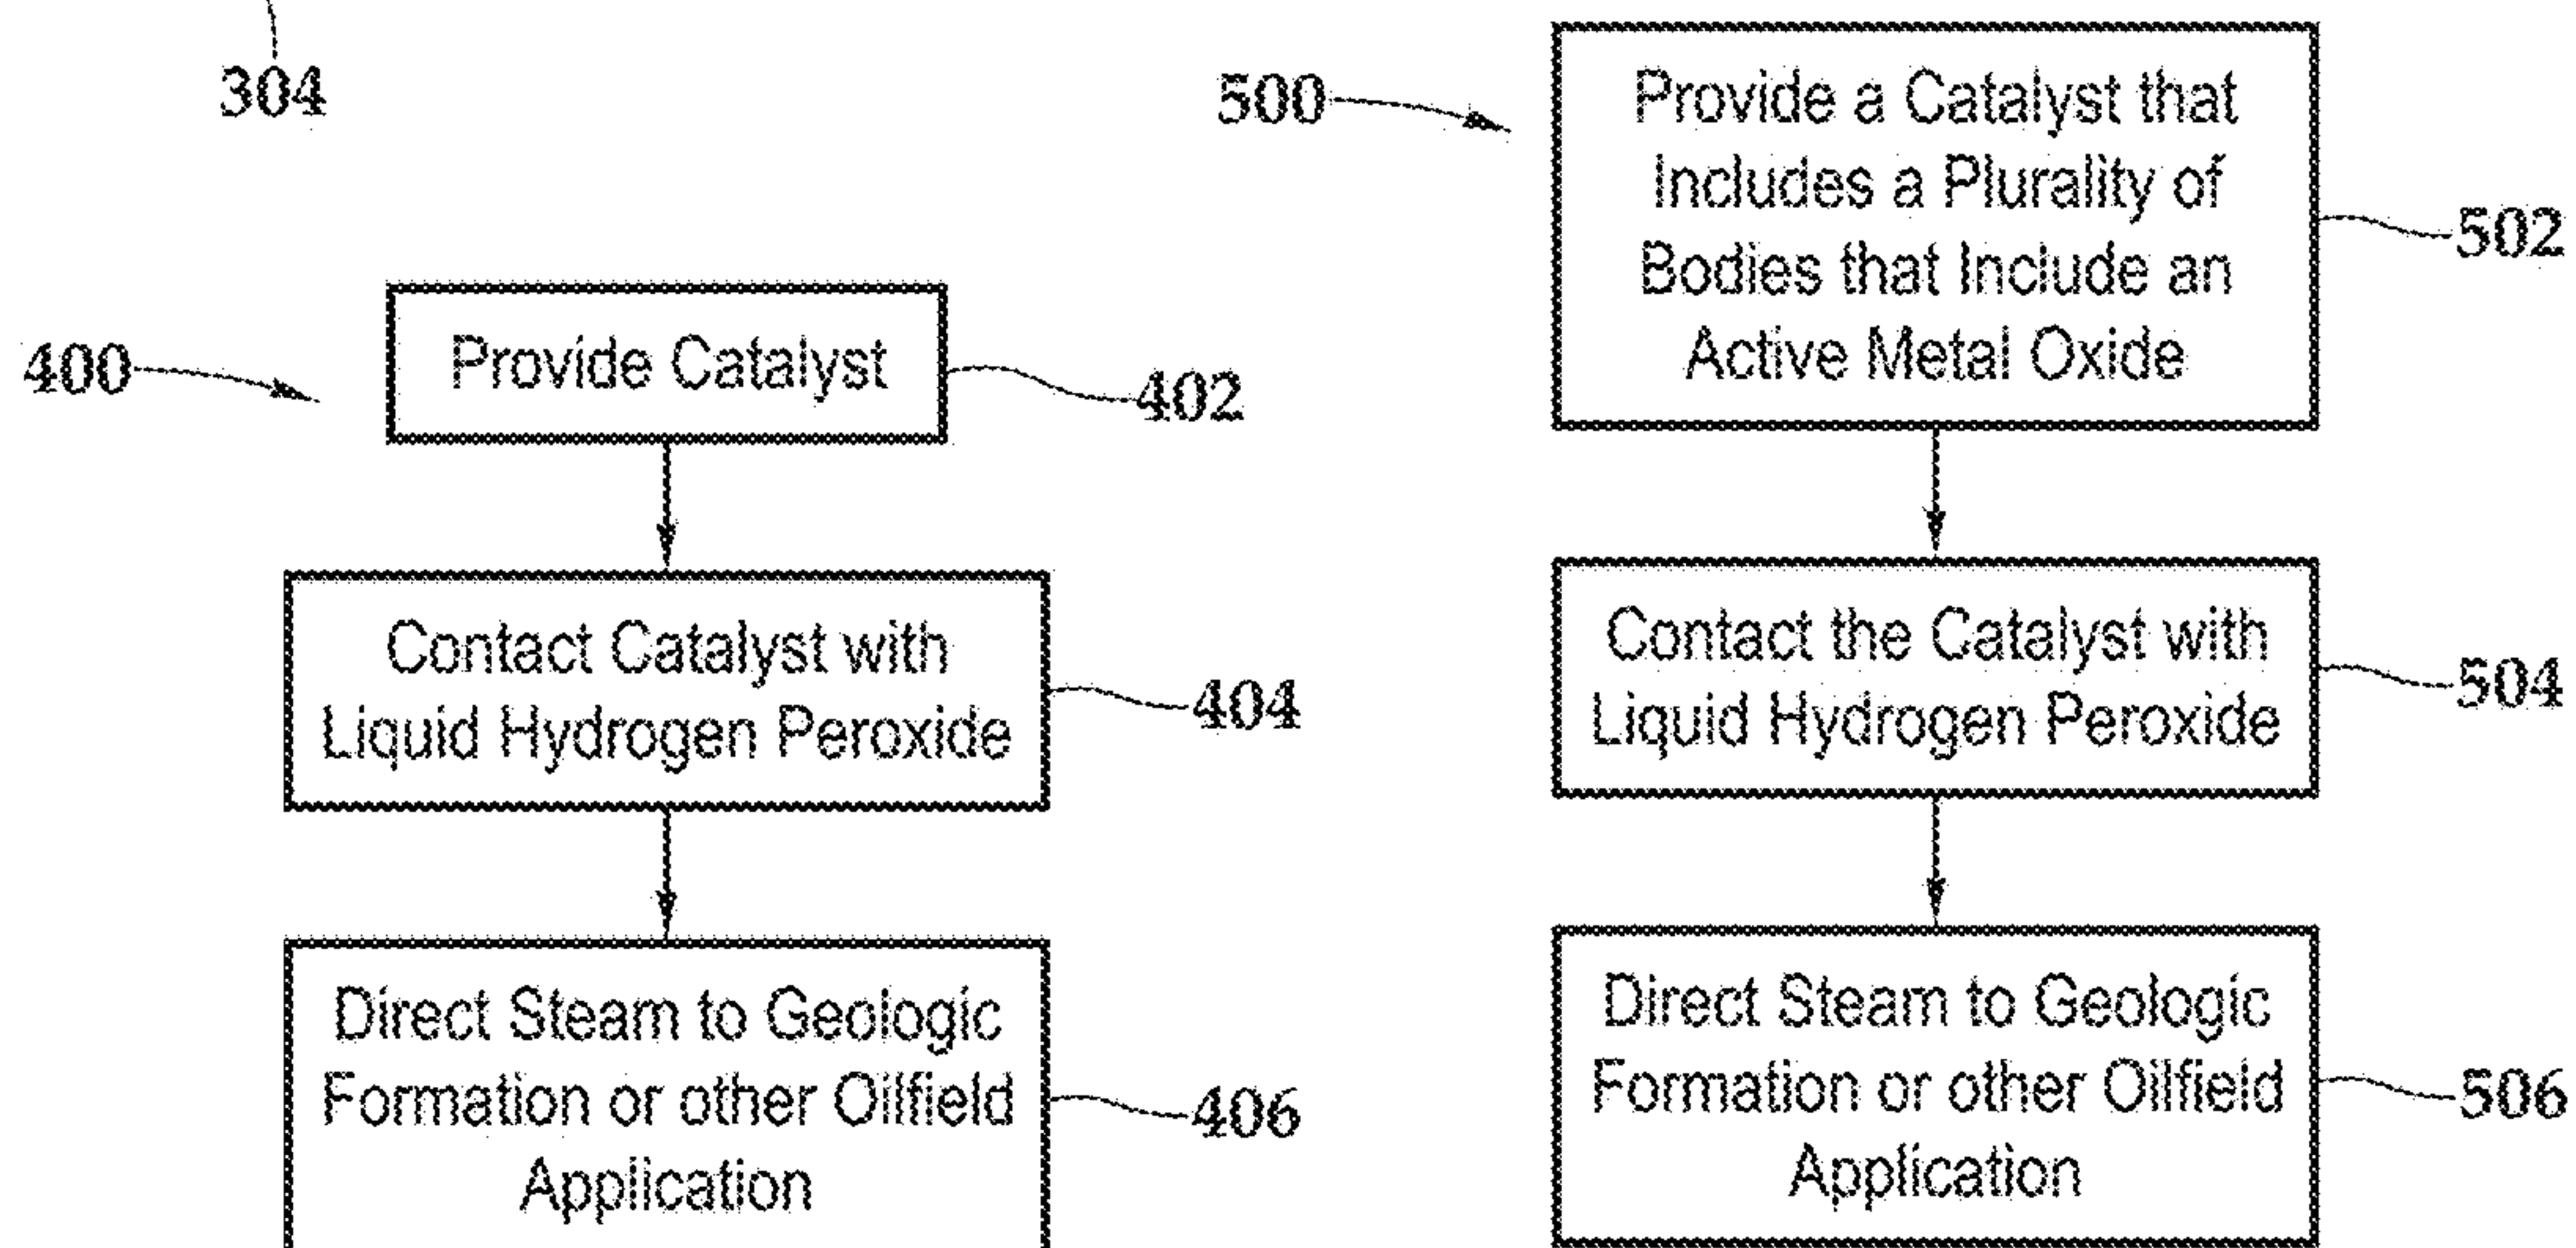 304
400
Provide Catalyst
402
Contact Catalyst with
Liquid Hydrogen Peroxide
404
Direct Steam to Geologic
Formation or other Oilfield
Application
406
500
Provide a Catalyst that
Includes a Plurality of
Bodies that Include an
Active Metal Oxide
502
Contact the Catalyst with
Liquid Hydrogen Peroxide
504
Direct Steam to Geologic
Formation or other Oilfield
Application
506